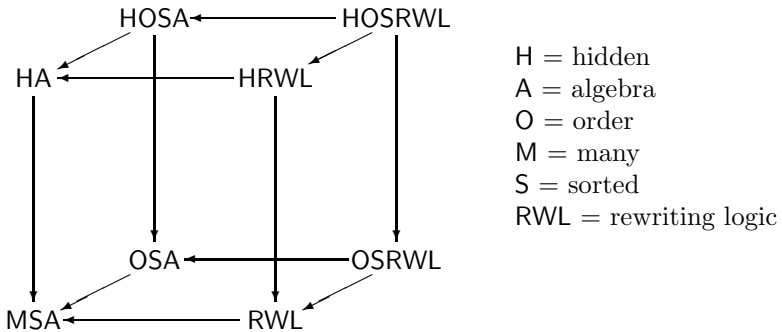 HOSA HOSRWL
HA HRWL
OSA OSRWL
MSA RWL
H = hidden
A = algebra
O = order
M = many
S = sorted
RWL = rewriting logic